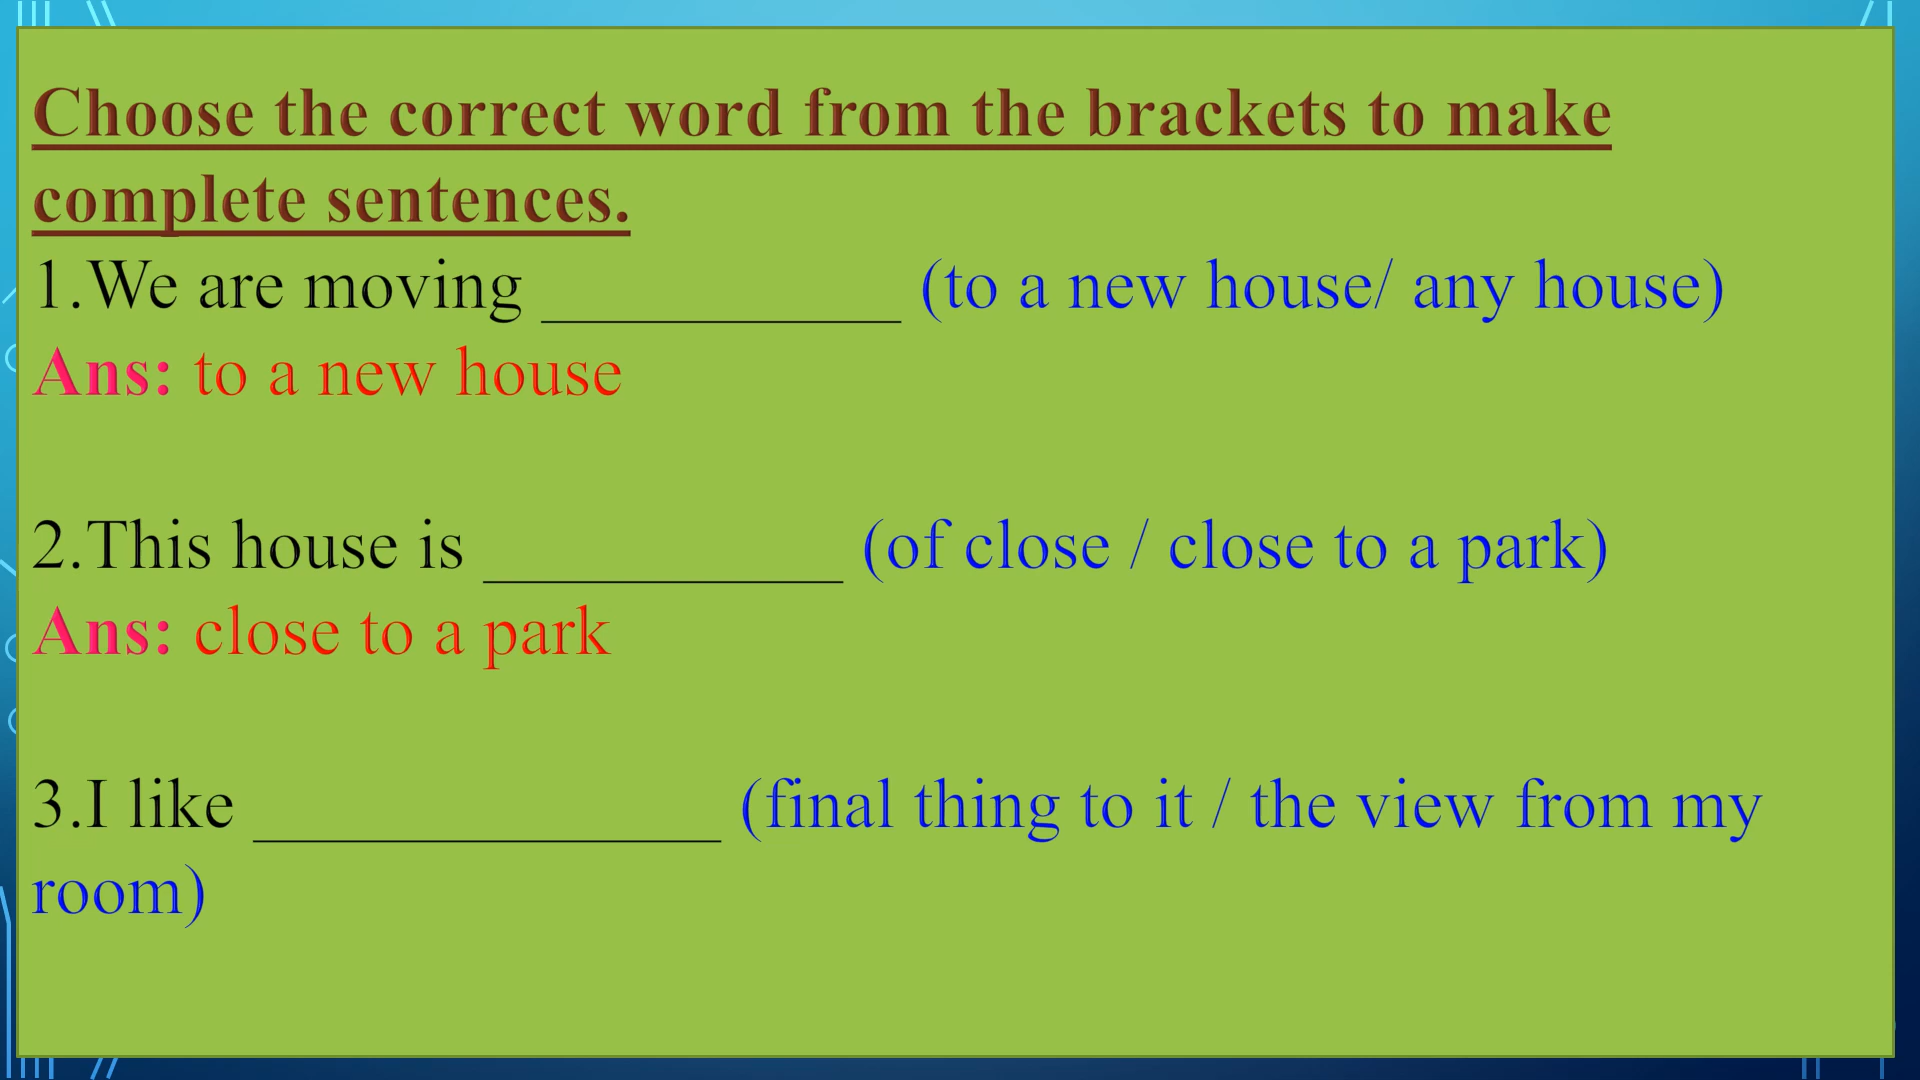 Choose the correct word from the brackets to make
complete sentences.
1.We are moving ___________ (to a new house/ any house)
Ans: to a new house
2.This house is ___________ (of close / close to a park)
Ans: close to a park
3.I like ______________ (final thing to it / the view from my
room)